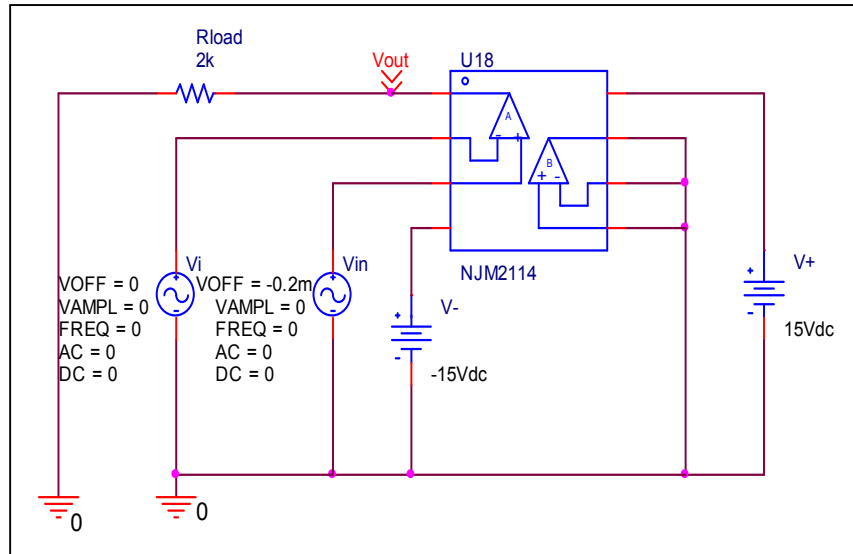 Rload
2k
Vout
U18
A
- +
B
+ -
NJM2114
Vi
+
-
VOFF = 0
VAMPL = 0
FREQ = 0
AC = 0
DC = 0
Vin
+
-
VOFF = -0.2m
VAMPL = 0
FREQ = 0
AC = 0
DC = 0
V-
+
-
-15Vdc
V+
+
-
15Vdc
0
0